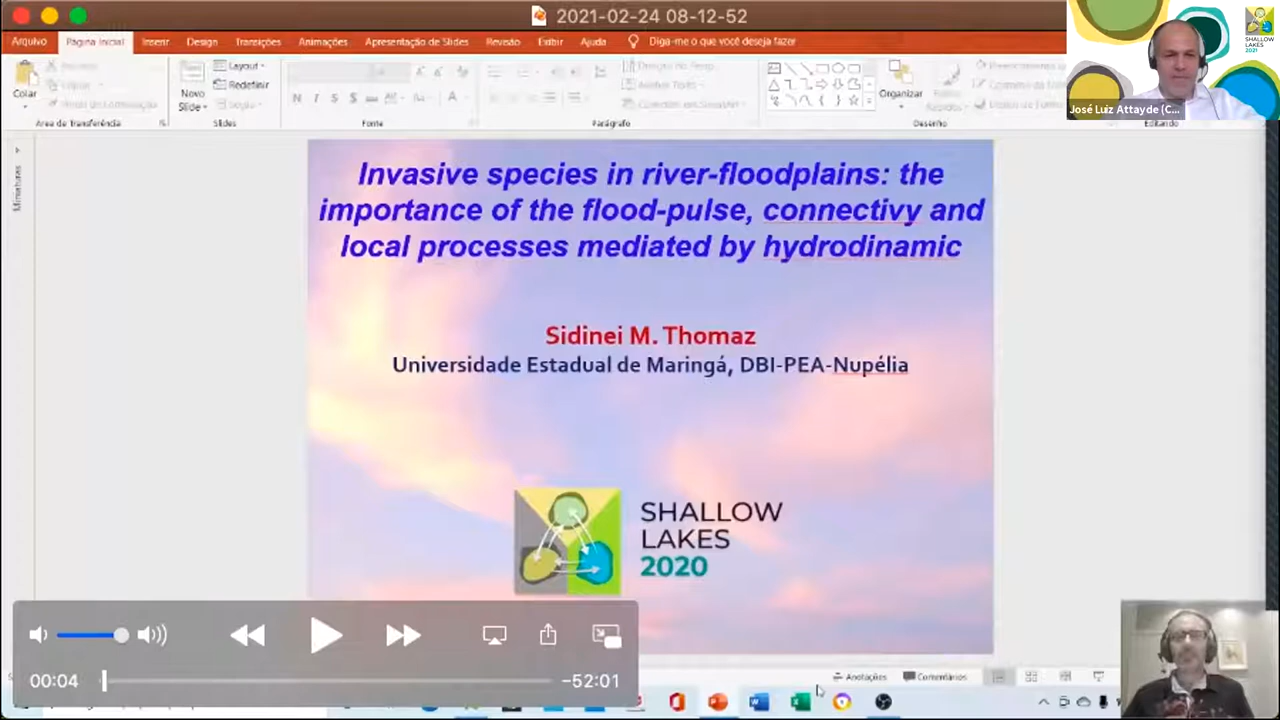 2021-02-24 08-12-52
Arquivo Página Inicial Inserir Design Transições Animações Apresentação de Slides Revisão Exibir Ajuda Diga-me o que você deseja fazer
SHALLOW
LAKES
2021
José Luiz Attayde (C...
Colar
Novo
Slide
Layout
Redefinir
Organizar
Área de Transferência
Slides
Fonte
Parágrafo
Desenho
Editando
Miniaturas
Invasive species in river-floodplains: the
importance of the flood-pulse, connectivy and
local processes mediated by hydrodinamic
Sidinei M. Thomaz
Universidade Estadual de Maringá, DBI-PEA-Nupélia
SHALLOW
LAKES
2020
00:04
-52:01
Anotações
Comentários